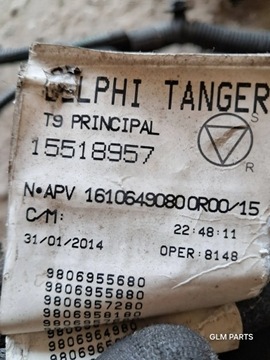 DELPHI TANGER
T9 PRINCIPAL
15518957
S
R
N•APV 1610649080 0R00/15
C/M:
22:48:11
31/01/2014
OPER:8148
9806955680
9806955880
9806957280
9806958180
GLM PARTS